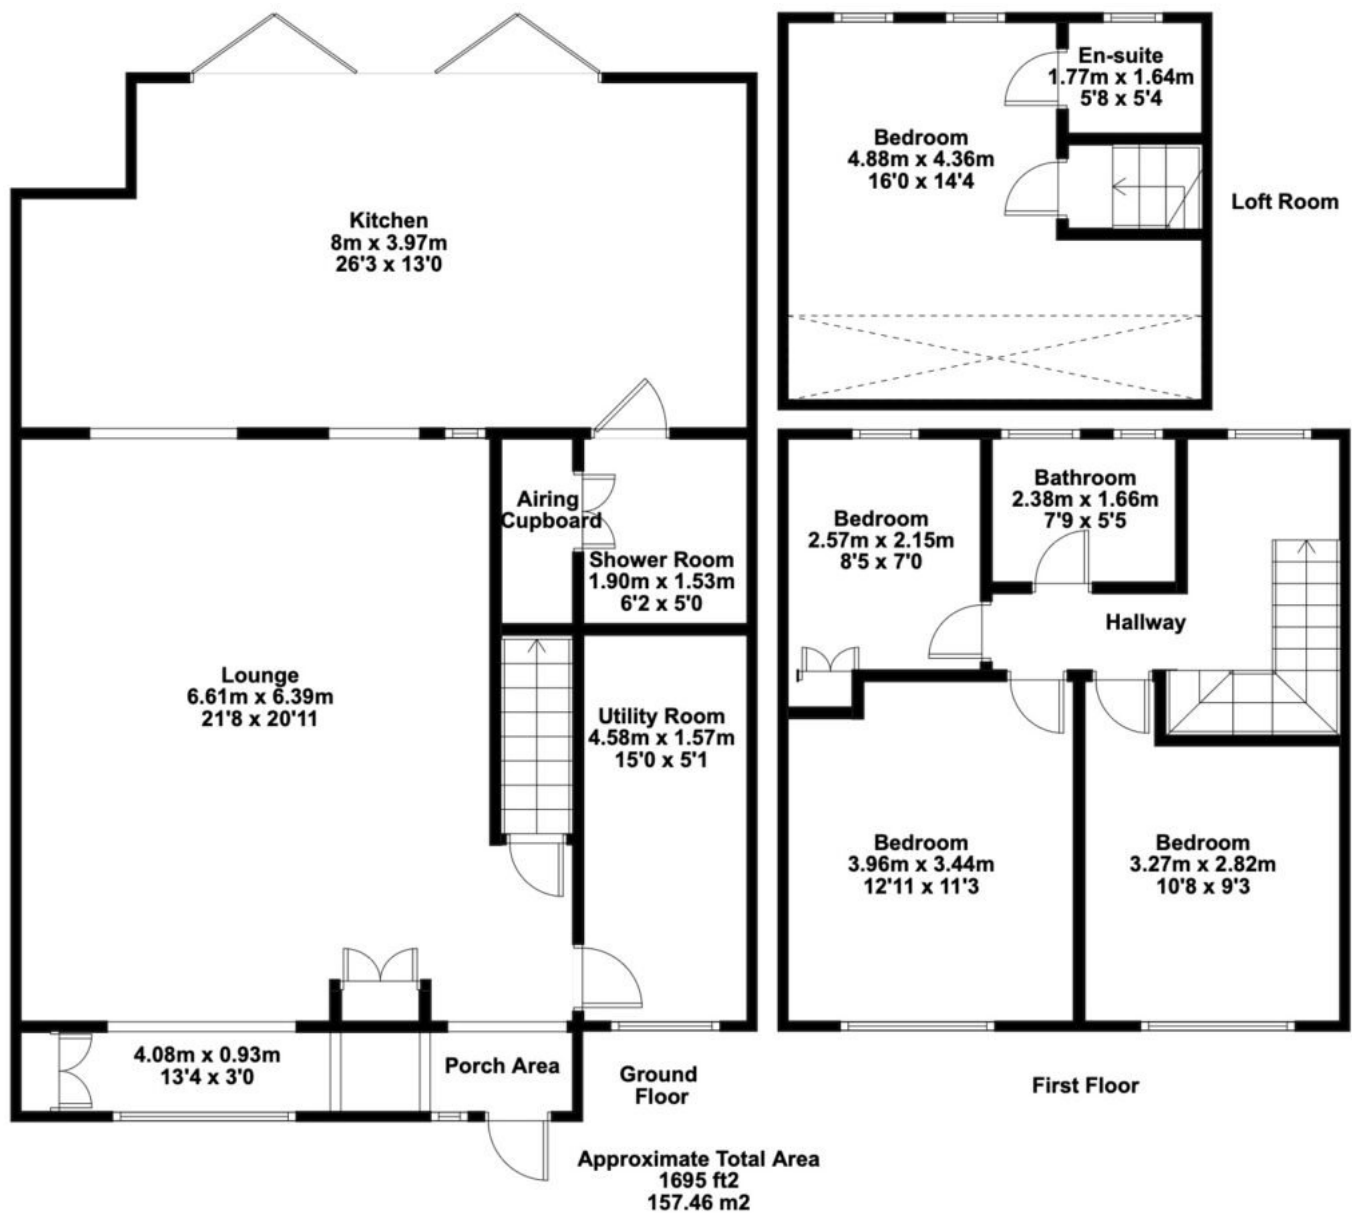 En-suite
1.77m x 1.64m
5'8 x 5'4
Bedroom
4.88m x 4.36m
16'0 x 14'4
Loft Room
Kitchen
8m x 3.97m
26'3 x 13'0
Airing
Cupboard
Shower Room
1.90m x 1.53m
6'2 x 5'0
Bedroom
2.57m x 2.15m
8'5 x 7'0
Bathroom
2.38m x 1.66m
7'9 x 5'5
Hallway
Lounge
6.61m x 6.39m
21'8 x 20'11
Utility Room
4.58m x 1.57m
15'0 x 5'1
Bedroom
3.96m x 3.44m
12'11 x 11'3
Bedroom
3.27m x 2.82m
10'8 x 9'3
4.08m x 0.93m
13'4 x 3'0
Porch Area
Ground
Floor
First Floor
Approximate Total Area
1695 ft2
157.46 m2